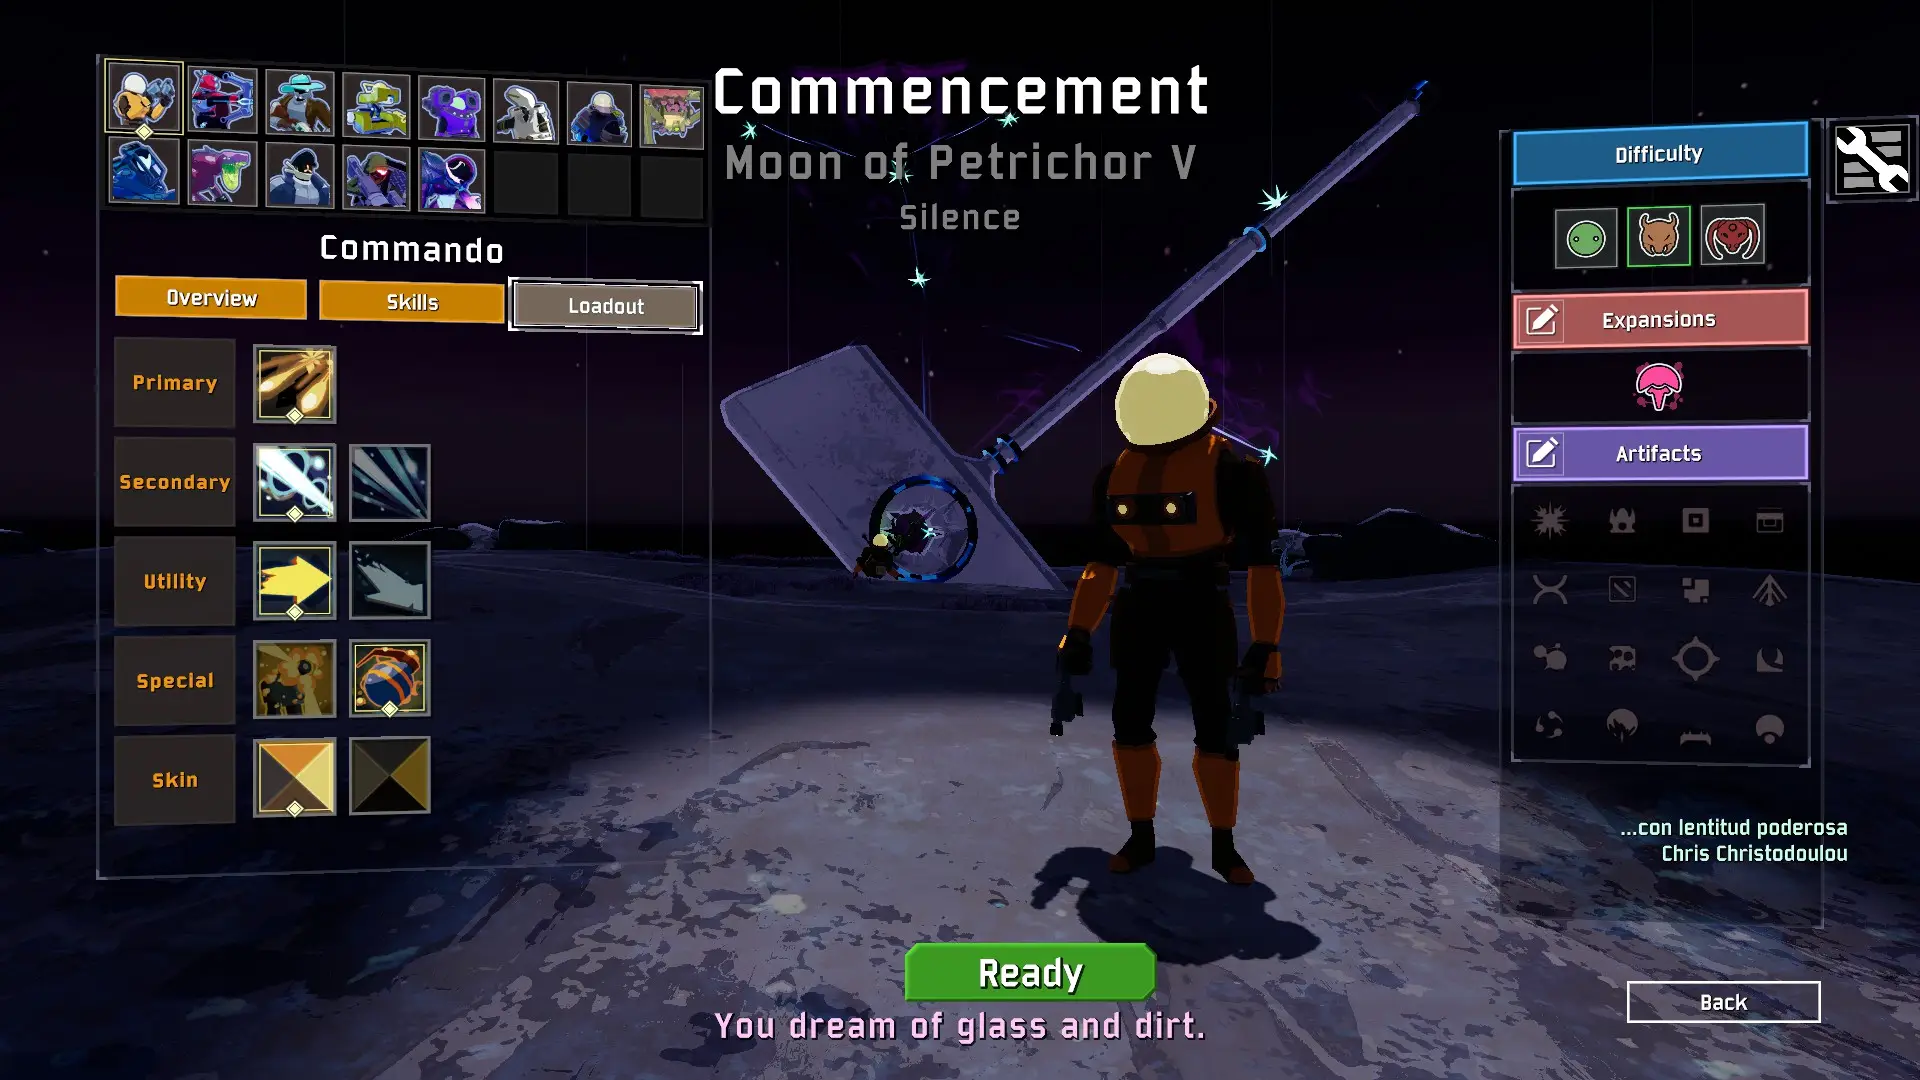 Commencement
Moon of Petrichor V
Silence
Commando
Overview
Skills
Loadout
Primary
Secondary
Utility
Special
Skin
Difficulty
Expansions
Artifacts
...con lentitud poderosa
Chris Christodoulou
Ready
You dream of glass and dirt.
Back